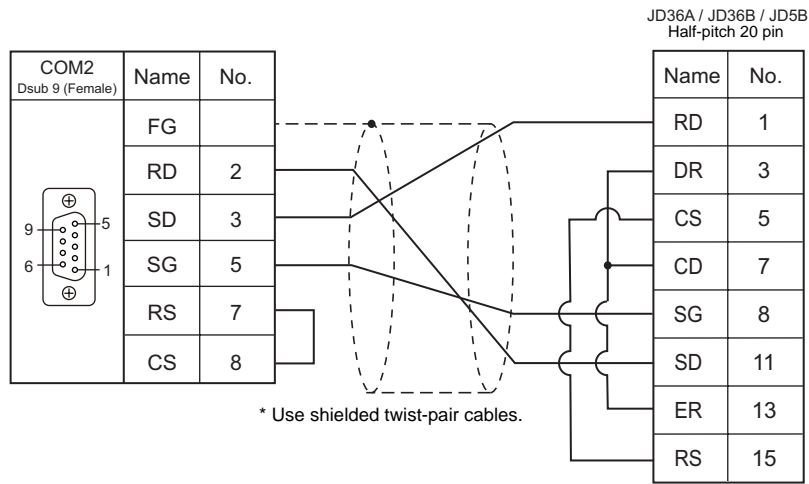 JD36A / JD36B / JD5B
Half-pitch 20 pin
COM2
Dsub 9 (Female)
Name No.
FG
RD 2
SD 3
SG 5
RS 7
CS 8
9
5
6
1
Name No.
RD 1
DR 3
CS 5
CD 7
SG 8
SD 11
ER 13
RS 15
* Use shielded twist-pair cables.